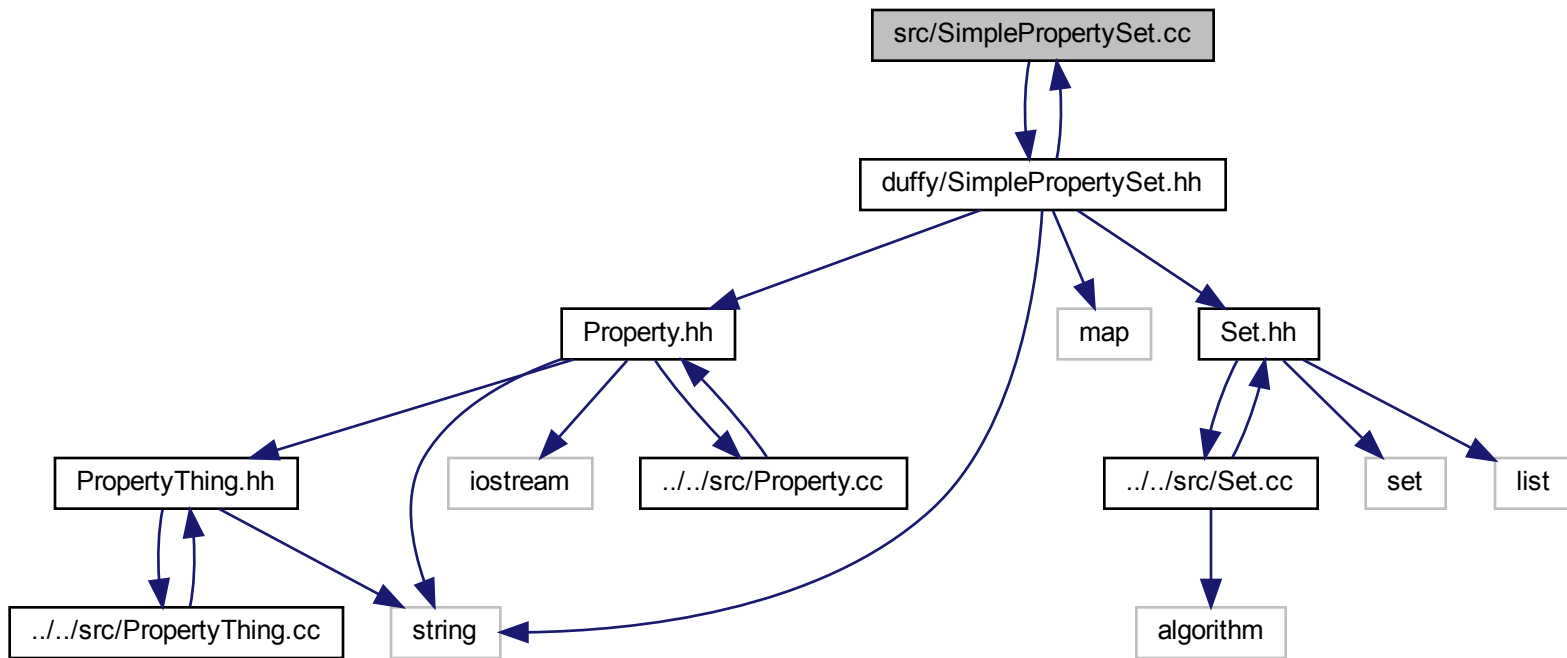 src/SimplePropertySet.cc
duffy/SimplePropertySet.hh
Property.hh
map
Set.hh
PropertyThing.hh
iostream
../../src/Property.cc
../../src/Set.cc
set
list
../../src/PropertyThing.cc
string
algorithm